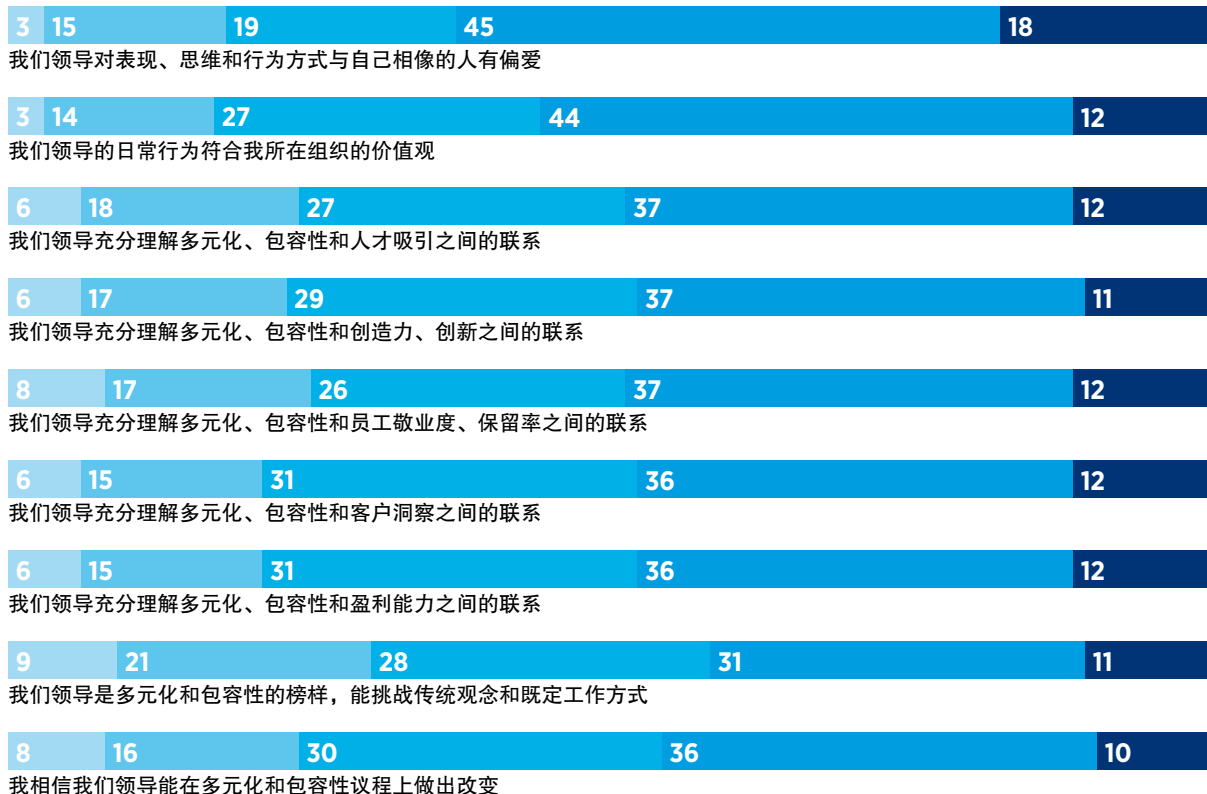 3 15 19 45 18
我们领导对表现、思维和行为方式与自己相像的人有偏爱
3 14 27 44 12
我们领导的日常行为符合我所在组织的价值观
6 18 27 37 12
我们领导充分理解多元化、包容性和人才吸引之间的联系
6 17 29 37 11
我们领导充分理解多元化、包容性和创造力、创新之间的联系
8 17 26 37 12
我们领导充分理解多元化、包容性和员工敬业度、保留率之间的联系
6 15 31 36 12
我们领导充分理解多元化、包容性和客户洞察之间的联系
6 15 31 36 12
我们领导充分理解多元化、包容性和盈利能力之间的联系
9 21 28 31 11
我们领导是多元化和包容性的榜样，能挑战传统观念和既定工作方式
8 16 30 36 10
我相信我们领导能在多元化和包容性议程上做出改变